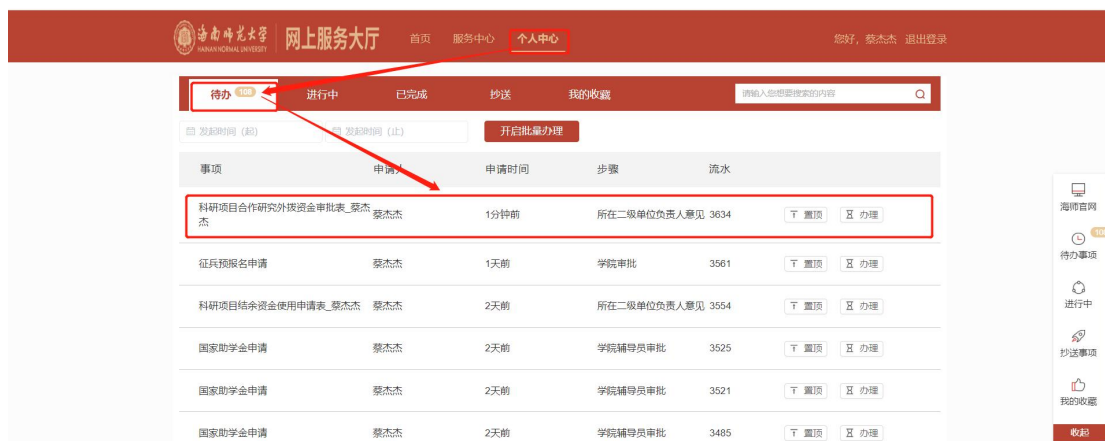 海南师范大学 网上服务大厅 首页 服务中心 个人中心 您好，蔡杰杰 退出登录
HAINAN NORMAL UNIVERSITY
待办 108 进行中 已完成 抄送 我的收藏 请输入您想要搜索的内容
发起时间（起） 发起时间（止） 开启批量办理
事项 申请人 申请时间 步骤 流水
科研项目合作研究外拨资金审批表_蔡杰
杰 蔡杰杰 1分钟前 所在二级单位负责人意见 3634 置顶 办理
征兵预报名申请 蔡杰杰 1天前 学院审批 3561 置顶 办理
科研项目结余资金使用申请表_蔡杰杰 蔡杰杰 2天前 所在二级单位负责人意见 3554 置顶 办理
国家助学金申请 蔡杰杰 2天前 学院辅导员审批 3525 置顶 办理
国家助学金申请 蔡杰杰 2天前 学院辅导员审批 3521 置顶 办理
国家助学金申请 蔡杰杰 2天前 学院辅导员审批 3485 置顶 办理
海师官网
待办事项
进行中
抄送事项
我的收藏
收起